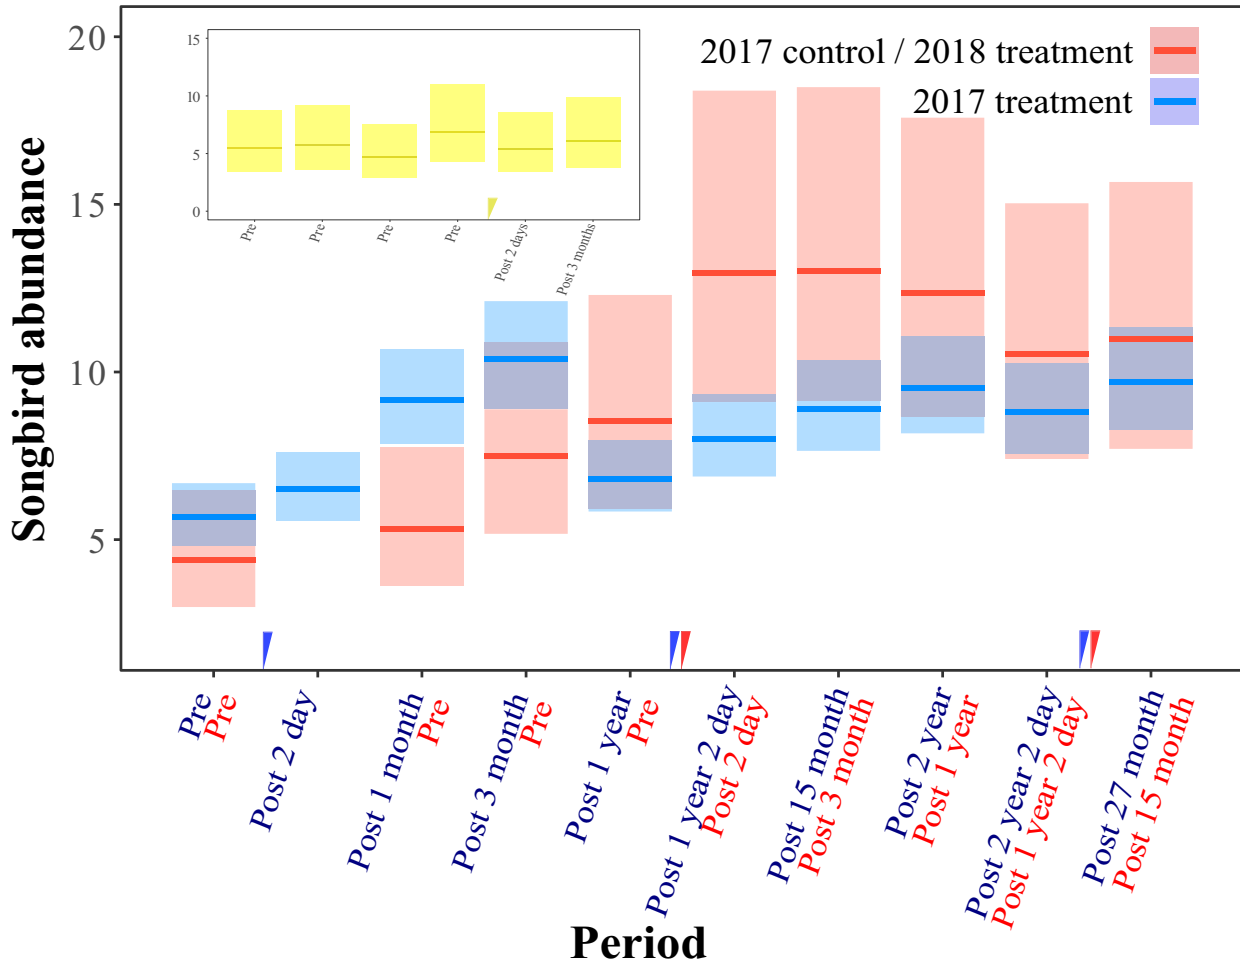 2017 control / 2018 treatment
2017 treatment
Songbird abundance
20
15
10
5
15
10
5
0
Pre
Pre
Pre
Pre
Post 2 days
Post 3 months
Pre
Pre
Post 2 day
Post 1 month
Pre
Post 3 month
Pre
Post 1 year
Pre
Post 1 year 2 day
Post 2 day
Post 15 month
Post 3 month
Post 2 year
Post 1 year
Post 2 year 2 day
Post 1 year 2 day
Post 27 month
Post 15 month
Period